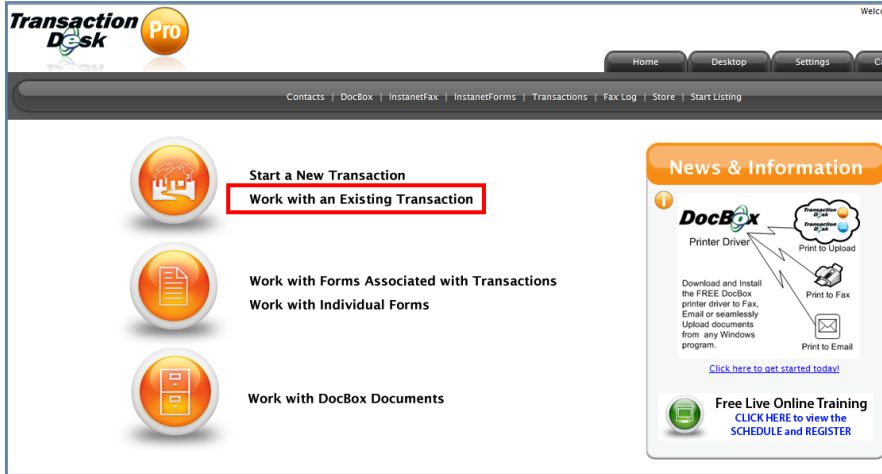 Transaction
Desk
Pro
Welco
Home
Desktop
Settings
Ca
Contacts | DocBox | InstanetFax | InstanetForms | Transactions | Fax Log | Store | Start Listing
Start a New Transaction
Work with an Existing Transaction
Work with Forms Associated with Transactions
Work with Individual Forms
Work with DocBox Documents
News & Information
DocBox
Printer Driver
Transaction
Desk
Transaction
Desk
Print to Upload
Download and Install
the FREE DocBox
printer driver to Fax,
Email or seamlessly
Upload documents
from any Windows
program.
Print to Fax
Print to Email
Click here to get started today!
Free Live Online Training
CLICK HERE to view the
SCHEDULE and REGISTER